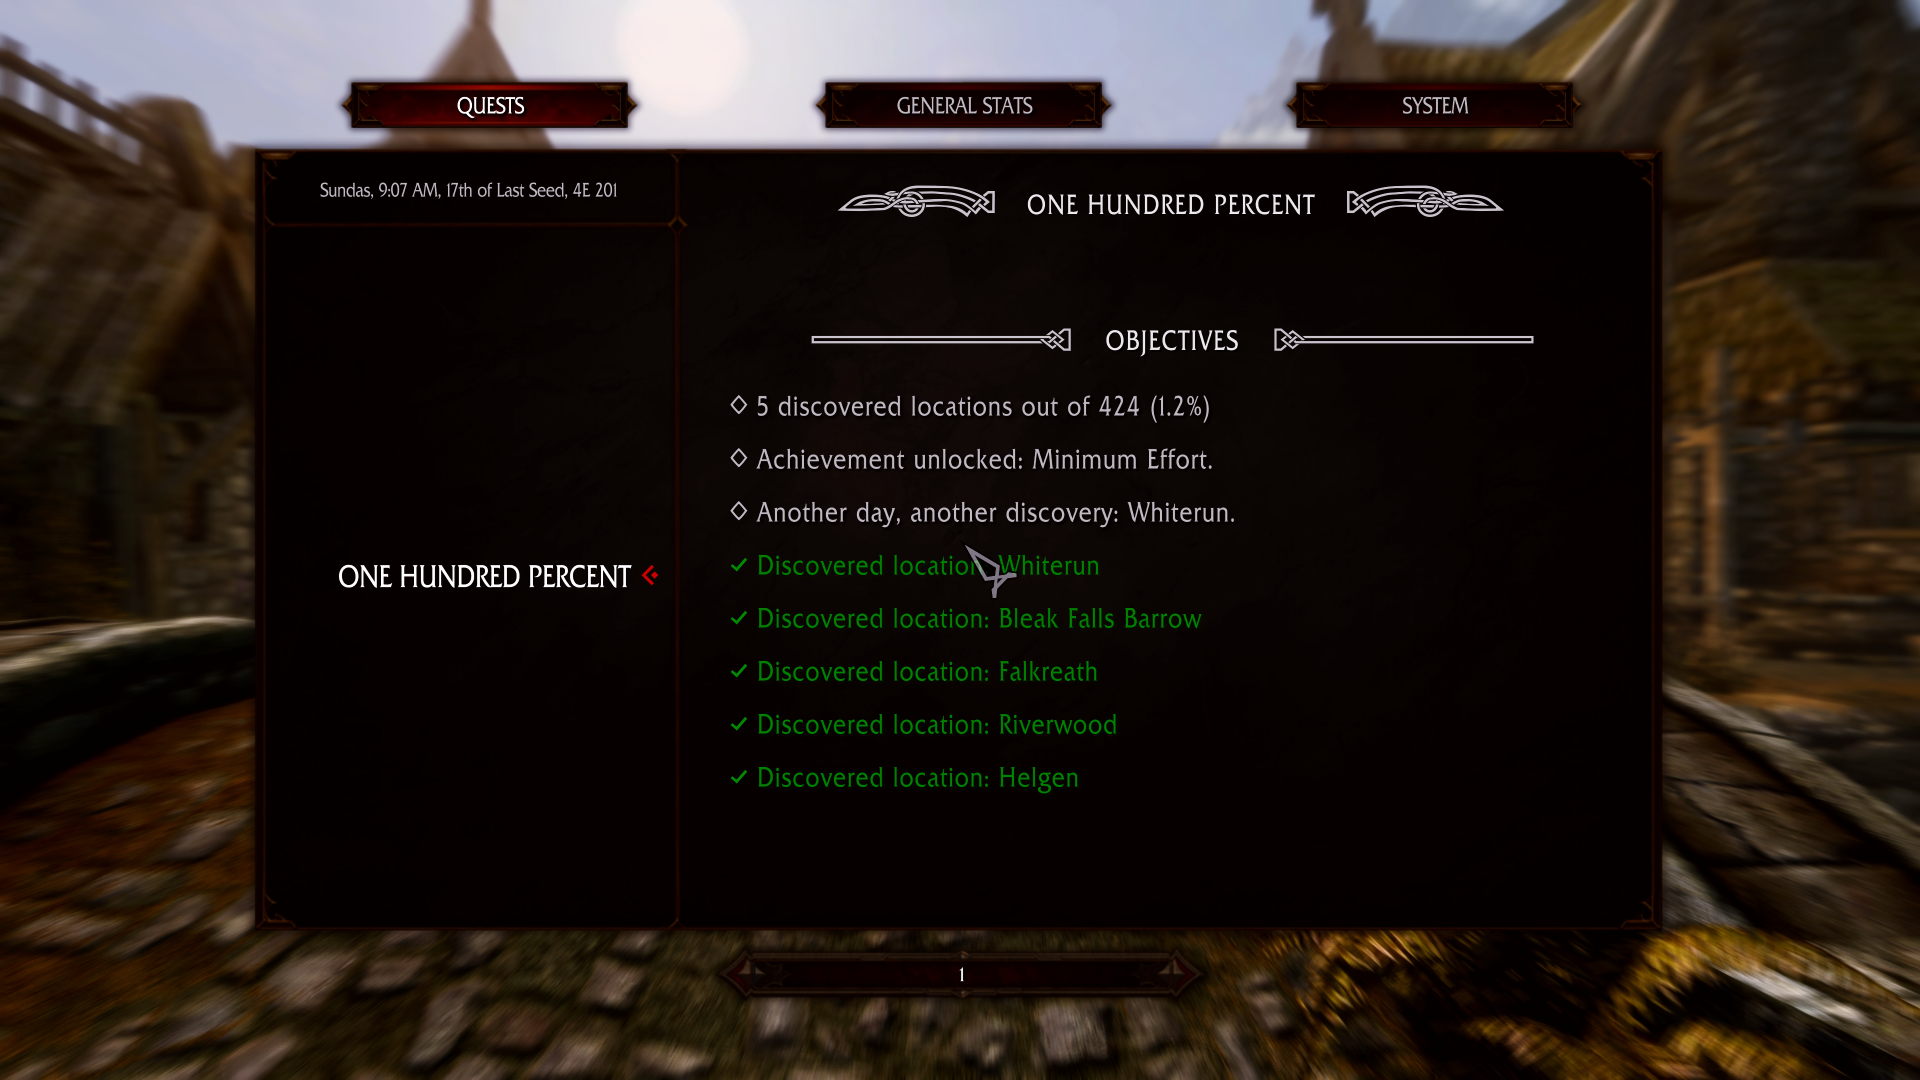 QUESTS
GENERAL STATS
SYSTEM
Sundas, 9:07 AM, 17th of Last Seed, 4E 201
ONE HUNDRED PERCENT
ONE HUNDRED PERCENT
OBJECTIVES
5 discovered locations out of 424 (1.2%)
Achievement unlocked: Minimum Effort.
Another day, another discovery: Whiterun.
Discovered location: Whiterun
Discovered location: Bleak Falls Barrow
Discovered location: Falkreath
Discovered location: Riverwood
Discovered location: Helgen
1